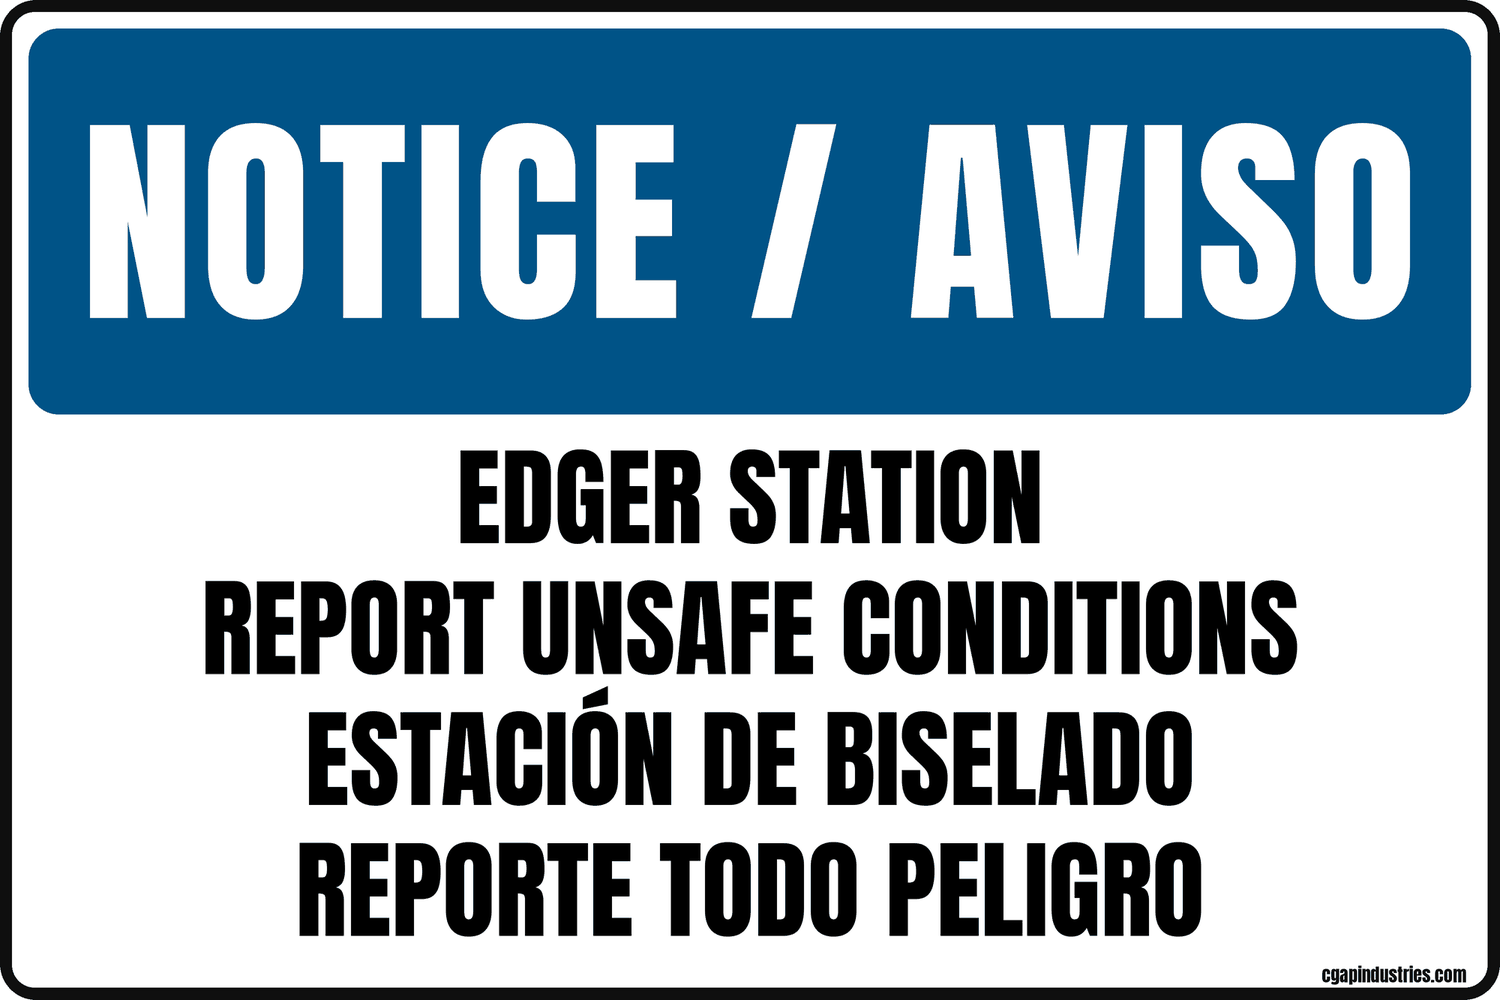 NOTICE / AVISO
EDGER STATION
REPORT UNSAFE CONDITIONS
ESTACIÓN DE BISELADO
REPORTE TODO PELIGRO
cgapindustries.com